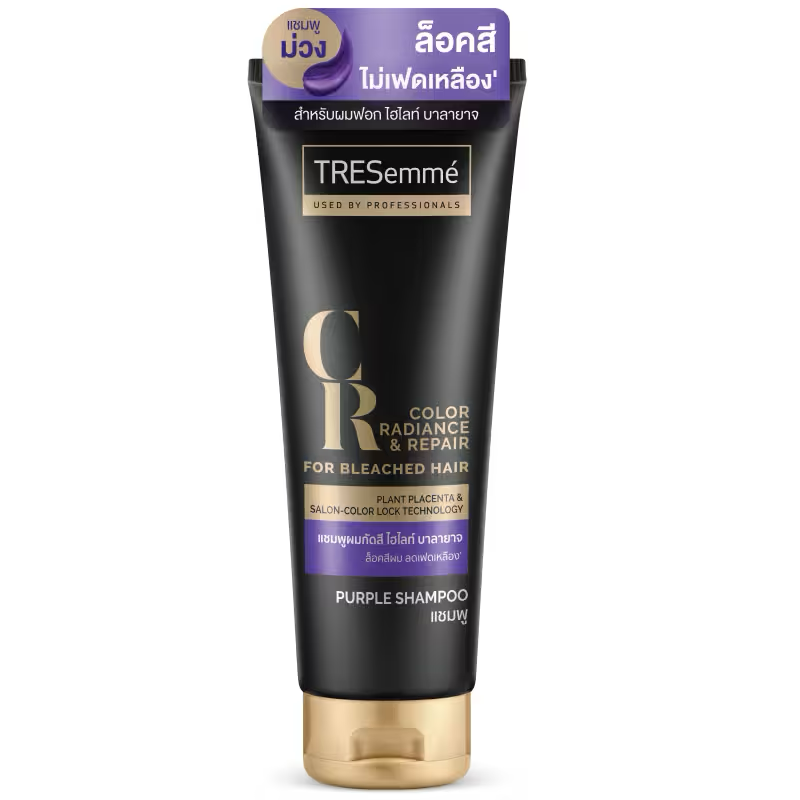 แชมพู
ม่วง
ล็อคสี
ไม่เฟดเหลือง'
สำหรับผมฟอก ไฮไลท์ บาลายาจ
TRESemmé
USED BY PROFESSIONALS
CR
COLOR
RADIANCE
& REPAIR
FOR BLEACHED HAIR
PLANT PLACENTA &
SALON-COLOR LOCK TECHNOLOGY
แชมพูผมกัดสี ไฮไลท์ บาลายาจ
ล็อคสีผม ลดเฟดเหลือง'
PURPLE SHAMPOO
แชมพู